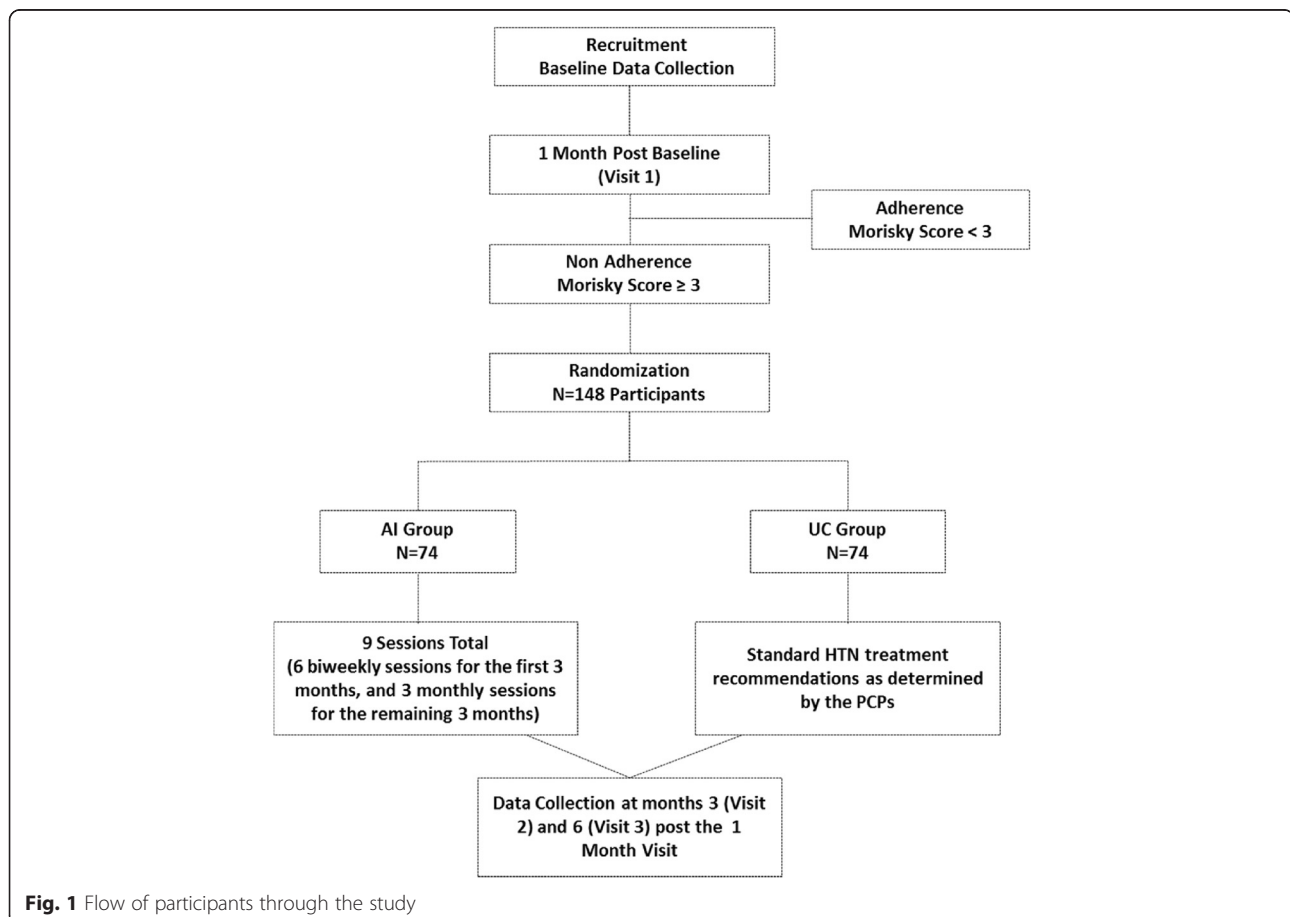 Recruitment
Baseline Data Collection
1 Month Post Baseline
(Visit 1)
Adherence
Morisky Score < 3
Non Adherence
Morisky Score ≥ 3
Randomization
N=148 Participants
AI Group
N=74
UC Group
N=74
9 Sessions Total
(6 biweekly sessions for the first 3
months, and 3 monthly sessions
for the remaining 3 months)
Standard HTN treatment
recommendations as determined
by the PCPs
Data Collection at months 3 (Visit
2) and 6 (Visit 3) post the 1
Month Visit
Fig. 1 Flow of participants through the study